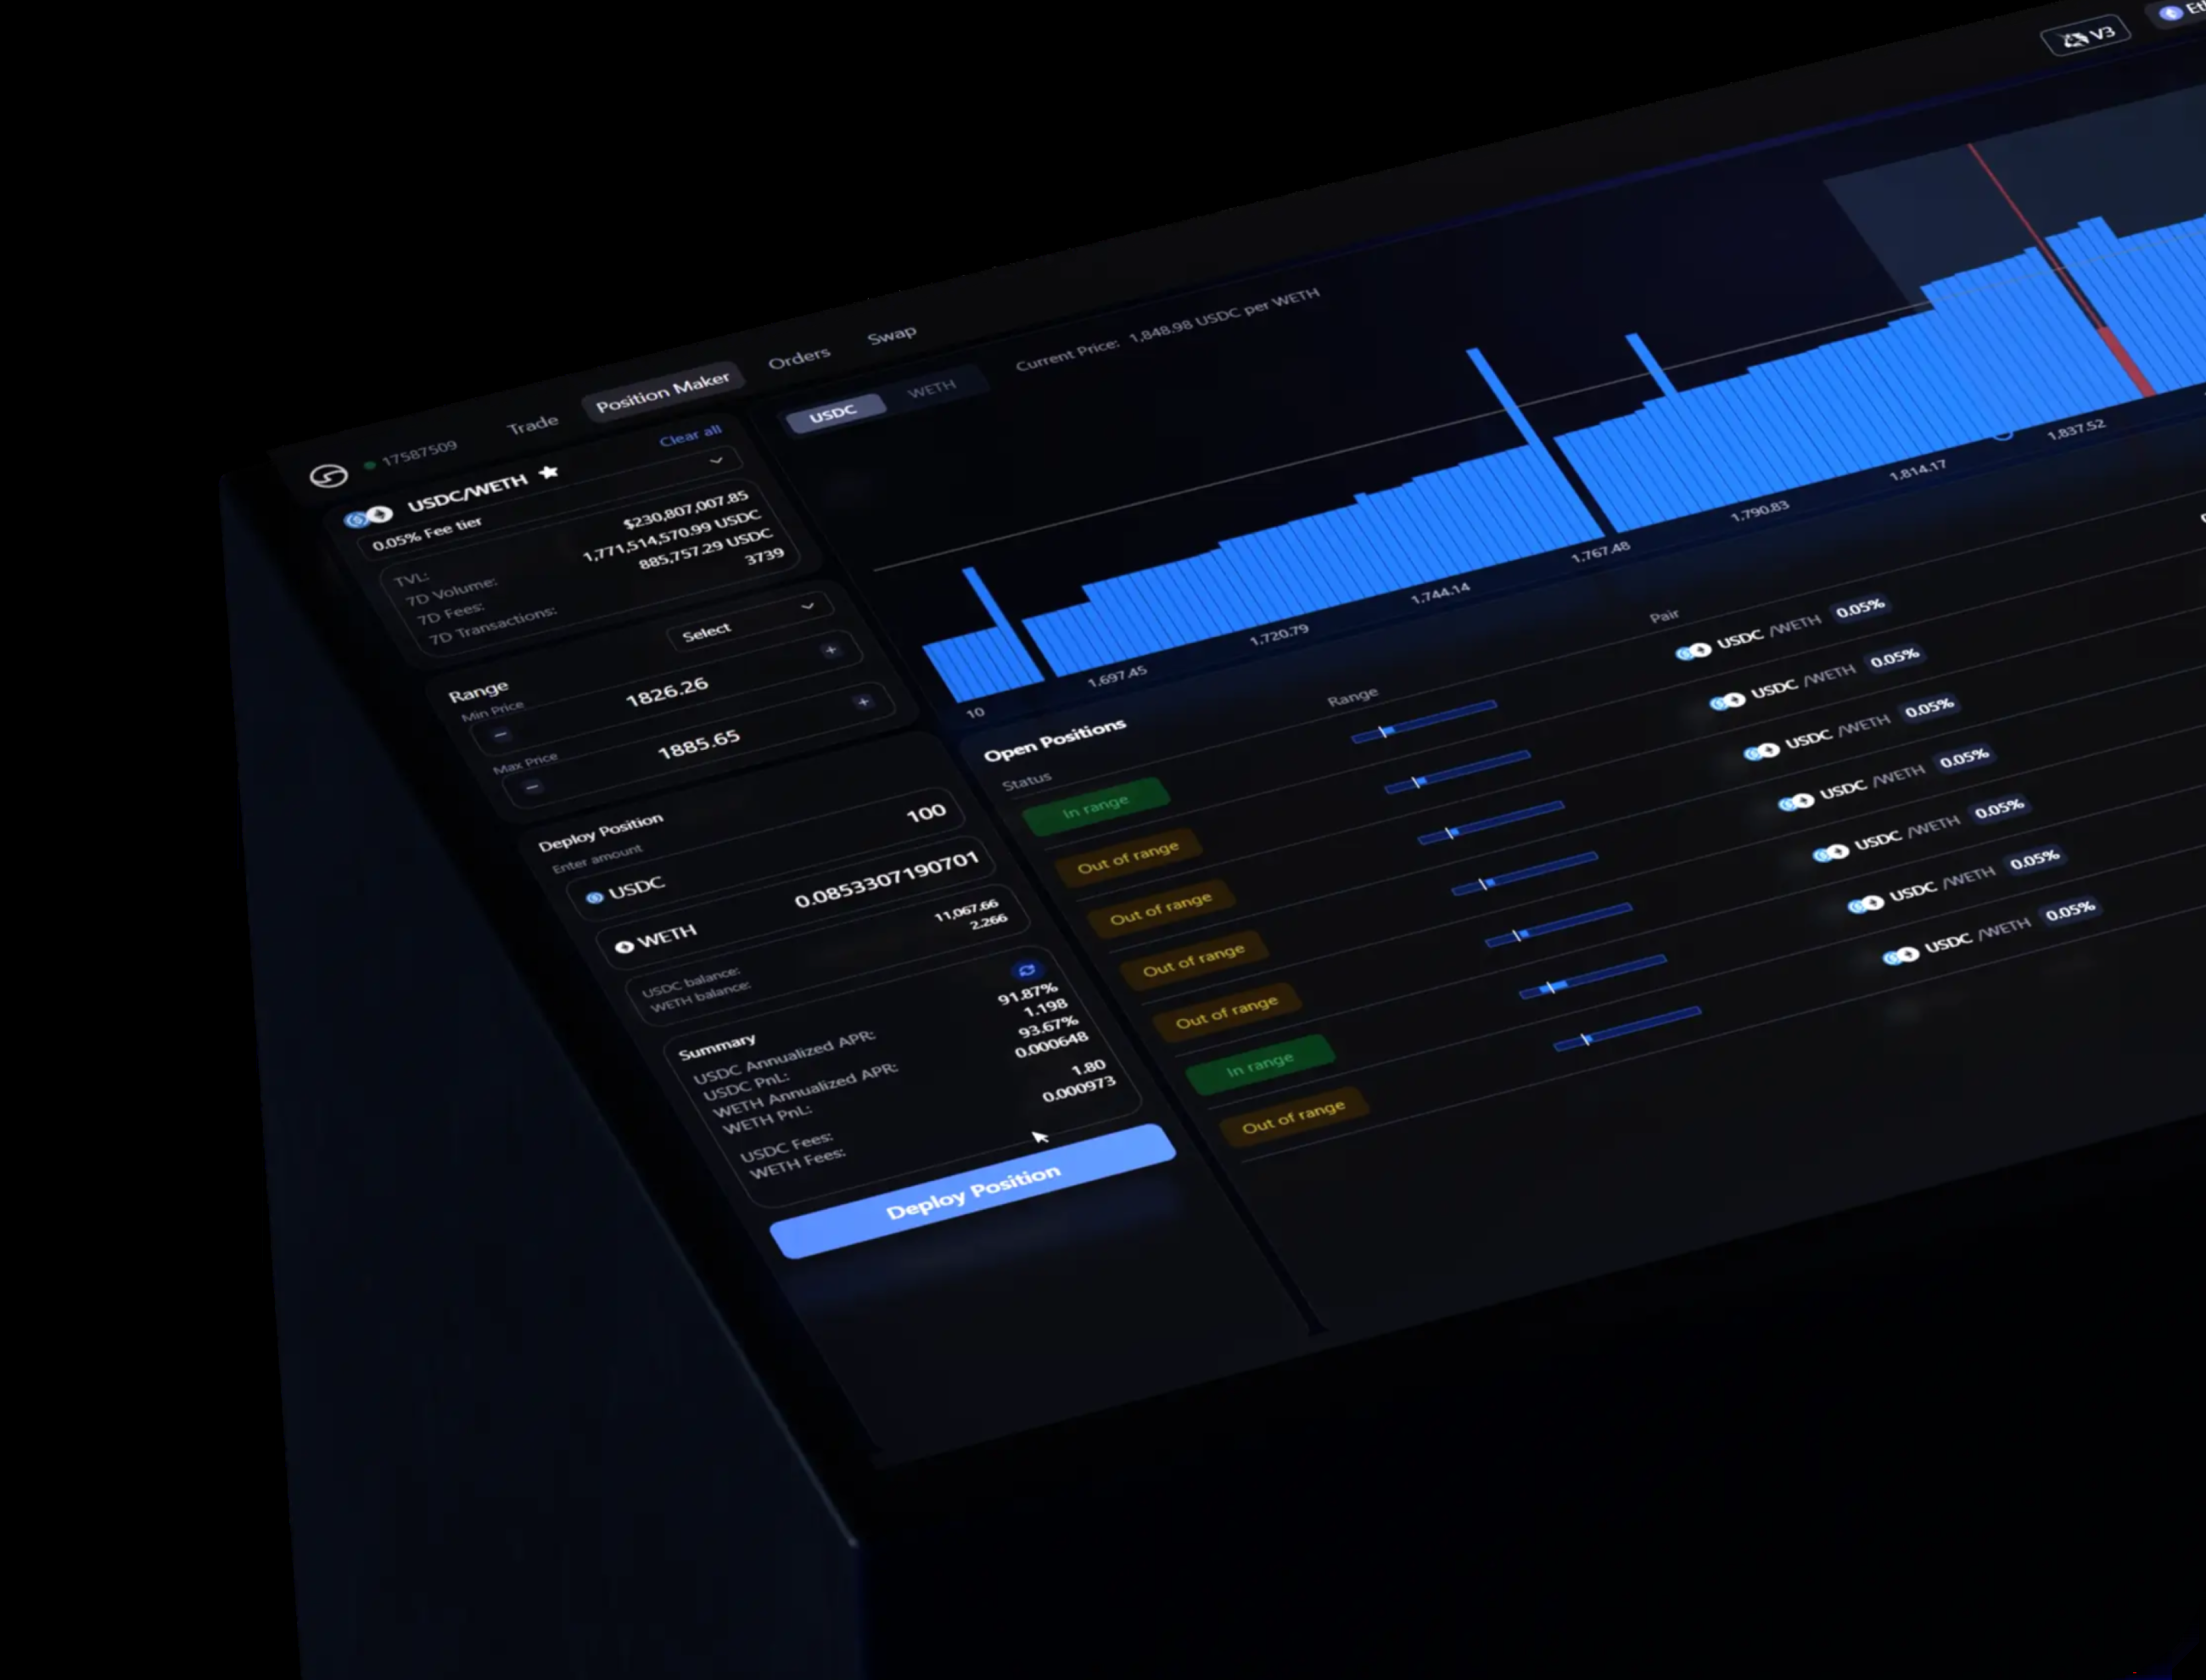 V3
17587509
Trade
Position Maker
Orders
Swap
USDC/WETH
Clear all
0.05% Fee tier
TVL: $230,807,007.85
7D Volume: 1,771,514,570.99 USDC
7D Fees: 885,757.29 USDC
7D Transactions: 3739
Range
Select
Min Price
1826.26
Max Price
1885.65
Deploy Position
Enter amount
USDC 100
WETH 0.0853307190701
USDC balance: 11,067.66
WETH balance: 2.266
Summary
USDC Annualized APR: 91.87%
USDC PnL: 1.198
WETH Annualized APR: 93.67%
WETH PnL: 0.000648
USDC Fees: 1.80
WETH Fees: 0.000973
Deploy Position
USDC
WETH
Current Price: 1,848.98 USDC per WETH
10
1,697.45
1,720.79
1,744.14
1,767.48
1,790.83
1,814.17
1,837.52
Open Positions
Status Range Pair
In range USDC /WETH 0.05%
Out of range USDC /WETH 0.05%
Out of range USDC /WETH 0.05%
Out of range USDC /WETH 0.05%
Out of range USDC /WETH 0.05%
In range USDC /WETH 0.05%
Out of range USDC /WETH 0.05%